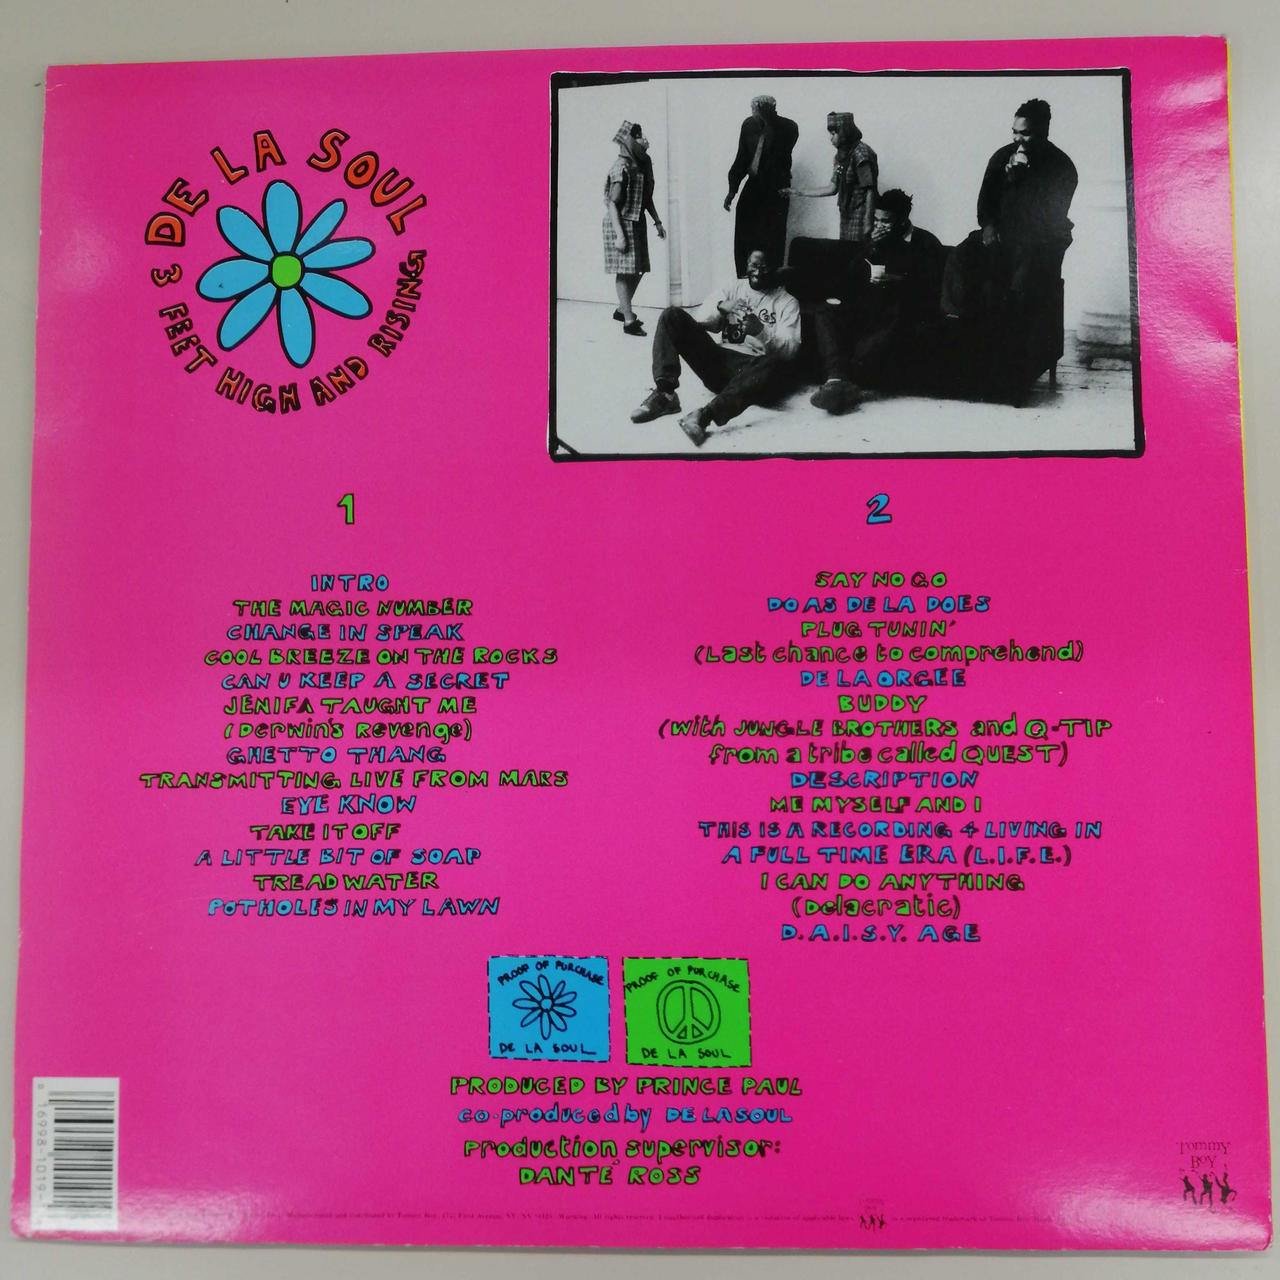 DE LA SOUL
3 FEET HIGH AND RISING
1
INTRO
THE MAGIC NUMBER
CHANGE IN SPEAK
COOL BREEZE ON THE ROCKS
CAN U KEEP A SECRET
JENIFA TAUGHT ME
(Derwin's Revenge)
GHETTO THANG
TRANSMITTING LIVE FROM MARS
EYE KNOW
TAKE IT OFF
A LITTLE BIT OF SOAP
TREAD WATER
POTHOLES IN MY LAWN
2
SAY NO GO
DO AS DE LA DOES
PLUG TUNIN'
(Last chance to comprehend)
DE LA ORGEE
BUDDY
(with JUNGLE BROTHERS and Q-TIP
from a tribe called QUEST)
DESCRIPTION
ME MYSELF AND I
THIS IS A RECORDING 4 LIVING IN
A FULL TIME ERA (L.I.F.E.)
I CAN DO ANYTHING
(Delacratic)
D.A.I.S.Y. AGE
PROOF OF PURCHASE
DE LA SOUL
PROOF OF PURCHASE
DE LA SOUL
PRODUCED BY PRINCE PAUL
co-produced by DE LA SOUL
production supervisor:
DANTE ROSS
16998-1019
Tommy
Boy